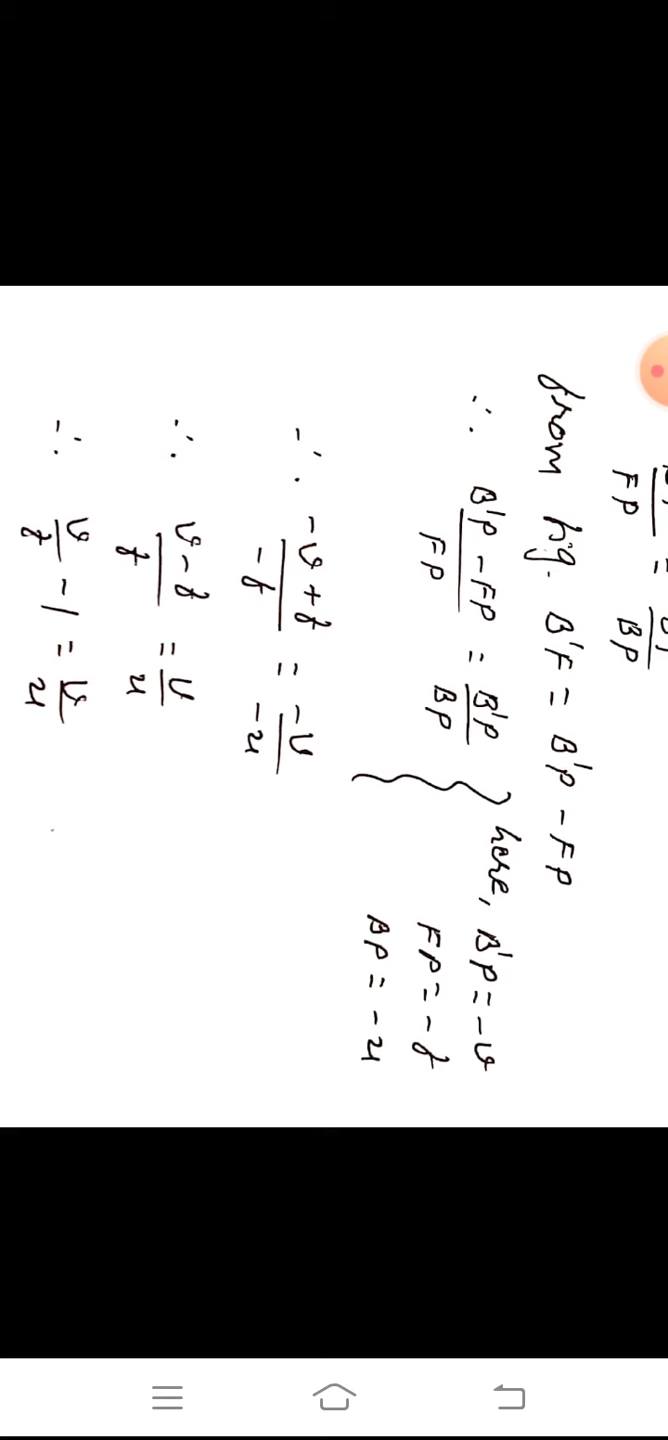 FP = BP
from fig. B'F = B'P - FP
∴ (B'P - FP)/FP = B'P/BP } here, B'P = -v
FP = -f
BP = -u
∴ (-v + f)/-f = -v/-u
∴ (v - f)/f = v/u
∴ v/f - 1 = v/u